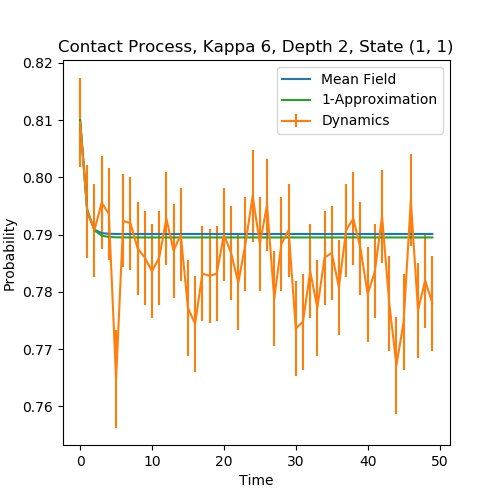 Contact Process, Kappa 6, Depth 2, State (1, 1)
Mean Field
1-Approximation
Dynamics
0.82
0.81
0.80
0.79
0.78
0.77
0.76
Probability
0 10 20 30 40 50
Time